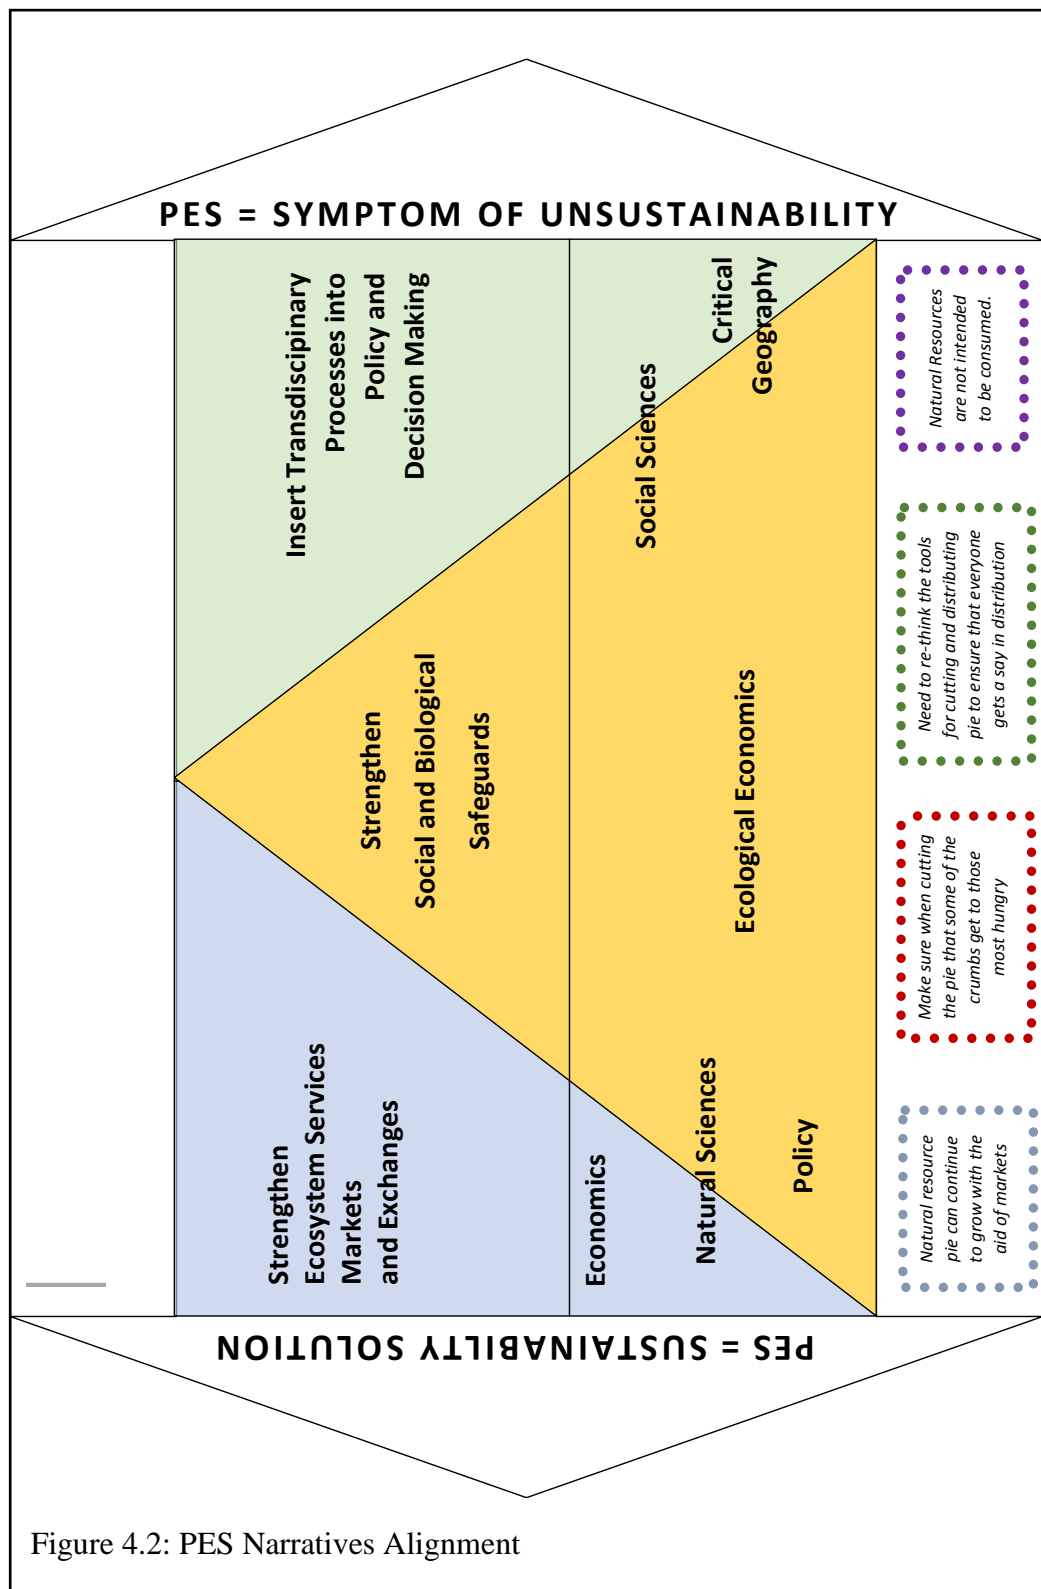 PES = SYMPTOM OF UNSUSTAINABILITY
Insert Transdiscipinary
Processes into
Policy and
Decision Making
Critical
Geography
Social Sciences
Strengthen
Social and Biological
Safeguards
Ecological Economics
Strengthen
Ecosystem Services
Markets
and Exchanges
Economics
Natural Sciences
Policy
Natural Resources
are not intended
to be consumed.
Need to re-think the tools
for cutting and distributing
pie to ensure that everyone
gets a say in distribution
Make sure when cutting
the pie that some of the
crumbs get to those
most hungry
Natural resource
pie can continue
to grow with the
aid of markets
PES = SUSTAINABILTY SOLUTION
Figure 4.2: PES Narratives Alignment